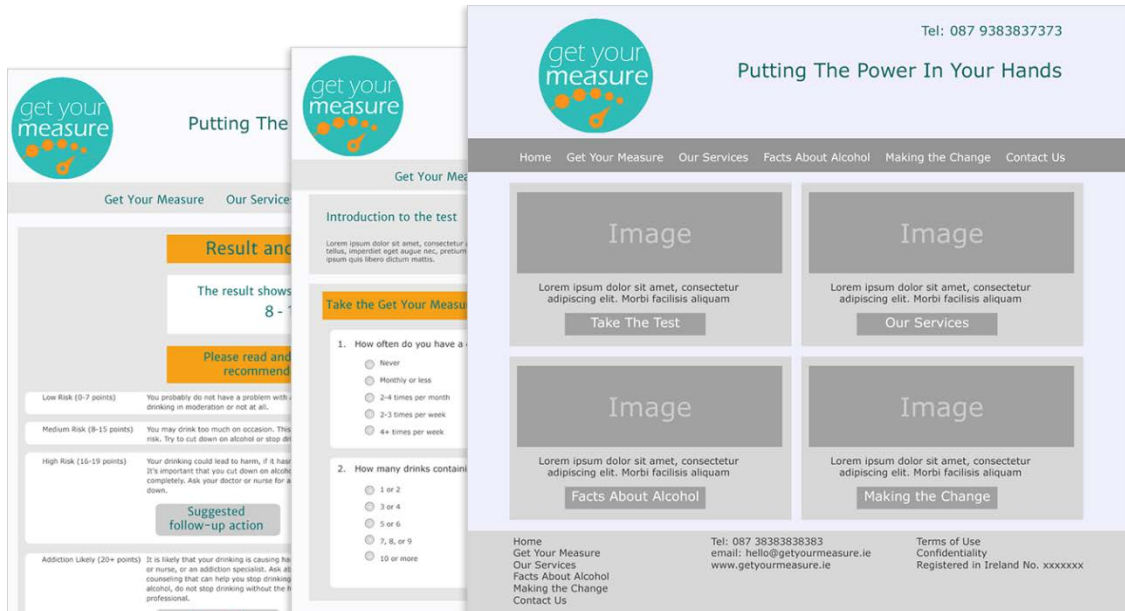 get your
measure
Putting The
Get Your Measure Our Service
Result and
The result shows
8 -
Please read and
recommend
Low Risk (0-7 points) You probably do not have a problem with
drinking in moderation or not at all.
Medium Risk (8-15 points) You may drink too much on occasion. This
risk. Try to cut down on alcohol or stop
High Risk (16-19 points) Your drinking could lead to harm, if it
It's important that you cut down on
completely. Ask your doctor or nurse for
down.
Suggested
follow-up action
Addiction Likely (20+ points) It is likely that your drinking is causing
or nurse, or an addiction specialist. Ask
counseling that can help you stop drinking
alcohol, do not stop drinking without the
professional.
get your
measure
Get Your
Introduction to the test
Lorem ipsum dolor sit amet, consectetur
tellus, imperdiet eget augue nec, pretium
ipsum quis libero dictum mattis.
Take the Get Your
1. How often do you have a
Never
Monthly or less
2-4 times per month
2-3 times per week
4+ times per week
2. How many drinks
1 or 2
3 or 4
5 or 6
7, 8, or 9
10 or more
get your
measure
Tel: 087 9383837373
Putting The Power In Your Hands
Home Get Your Measure Our Services Facts About Alcohol Making the Change Contact Us
Image
Lorem ipsum dolor sit amet, consectetur
adipiscing elit. Morbi facilisis aliquam
Take The Test
Image
Lorem ipsum dolor sit amet, consectetur
adipiscing elit. Morbi facilisis aliquam
Our Services
Image
Lorem ipsum dolor sit amet, consectetur
adipiscing elit. Morbi facilisis aliquam
Facts About Alcohol
Image
Lorem ipsum dolor sit amet, consectetur
adipiscing elit. Morbi facilisis aliquam
Making the Change
Home
Get Your Measure
Our Services
Facts About Alcohol
Making the Change
Contact Us
Tel: 087 38383838383
email: hello@getyourmeasure.ie
www.getyourmeasure.ie
Terms of Use
Confidentiality
Registered in Ireland No. xxxxxxx